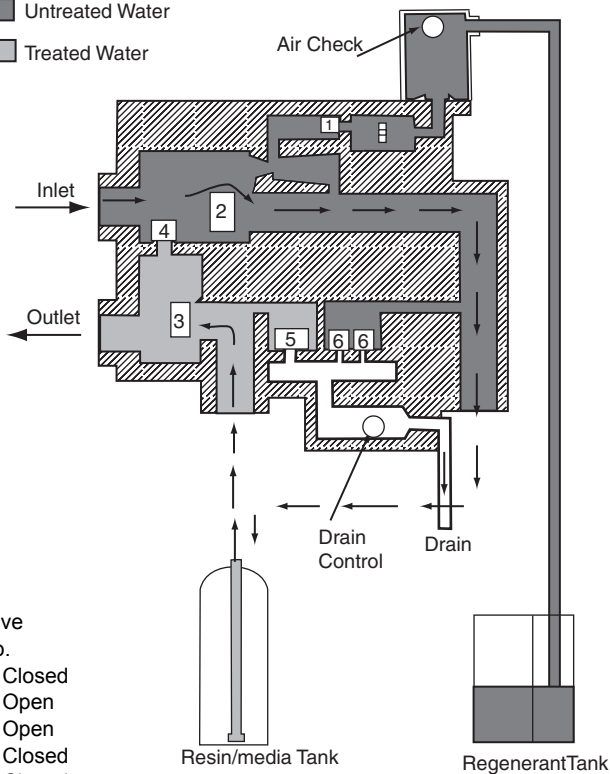 Untreated Water
Treated Water
Air Check
1
Inlet
2
4
3
Outlet
5
6
6
Drain
Control
Drain
Closed
Open
Open
Closed
Resin/media Tank
RegenerantTank